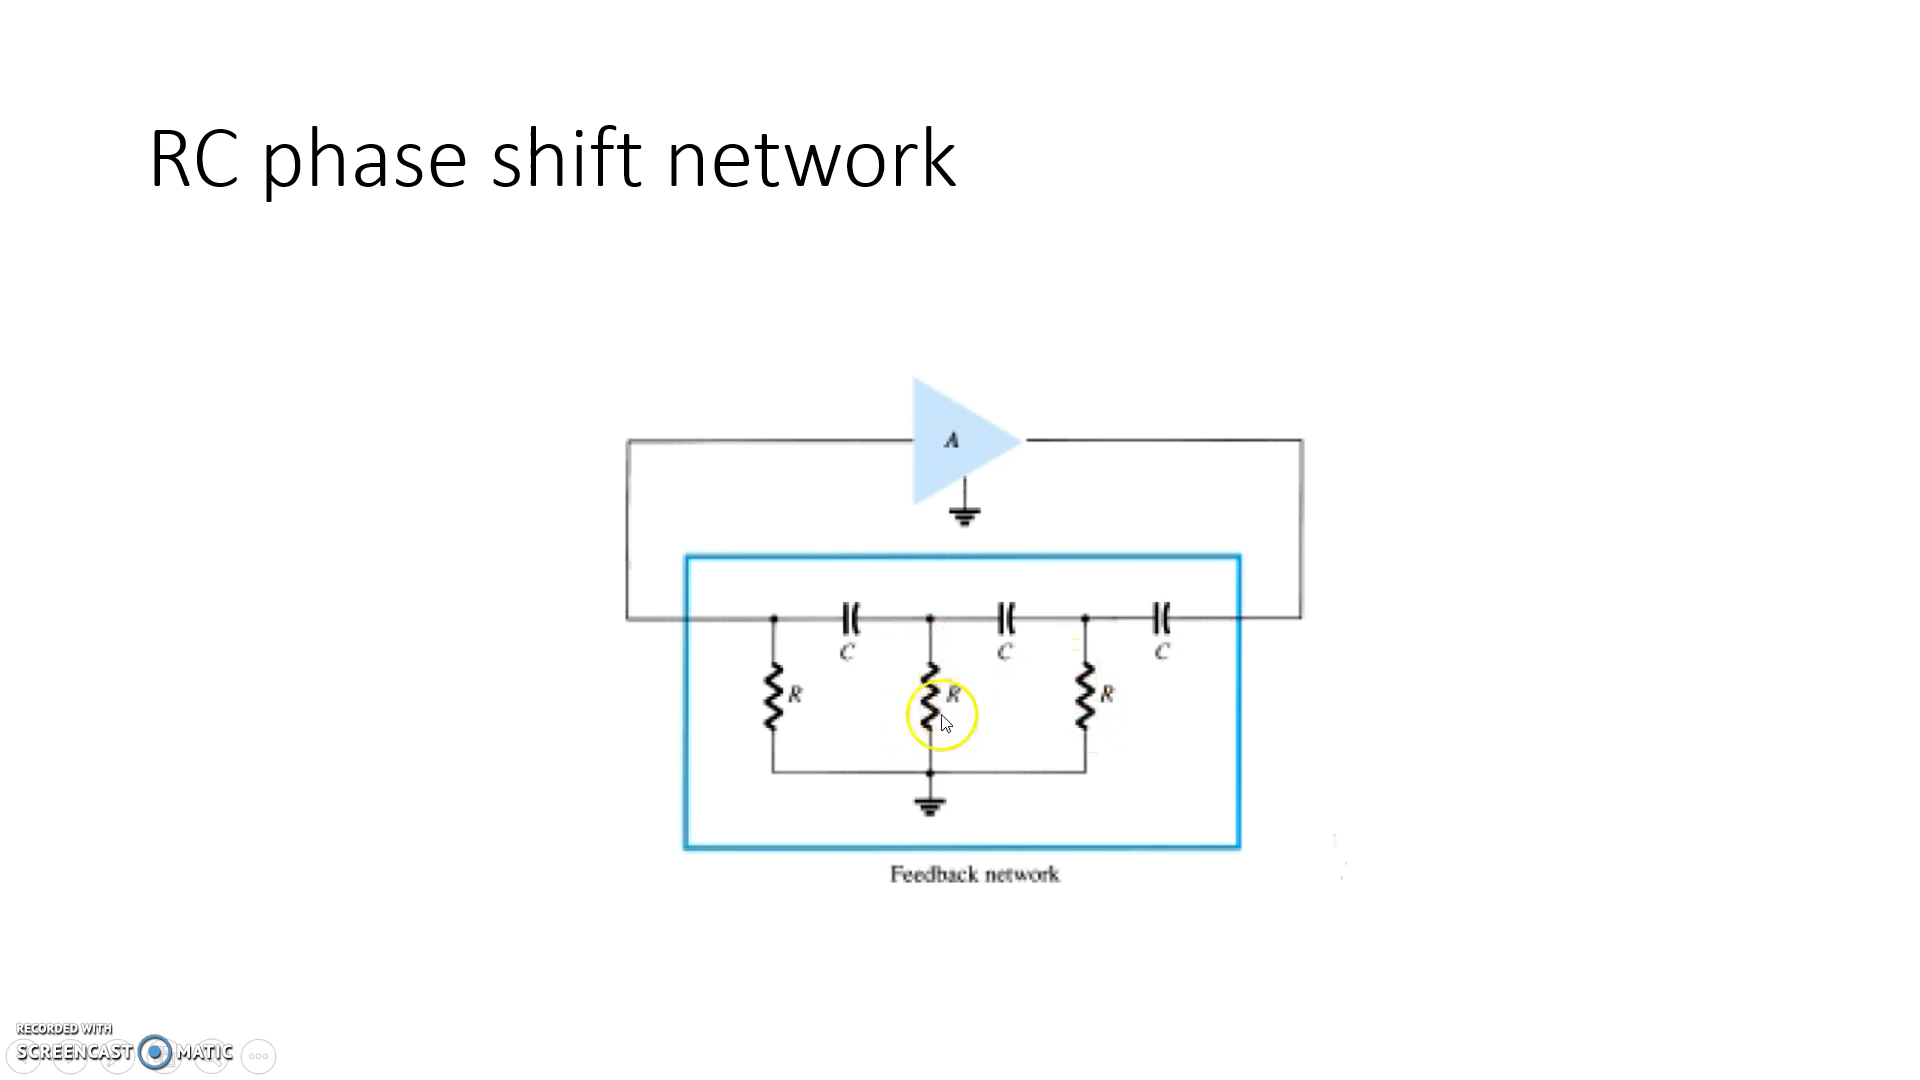 RC phase shift network
A
C C C
R R R
Feedback network
RECORDED WITH
SCREENCAST MATIC